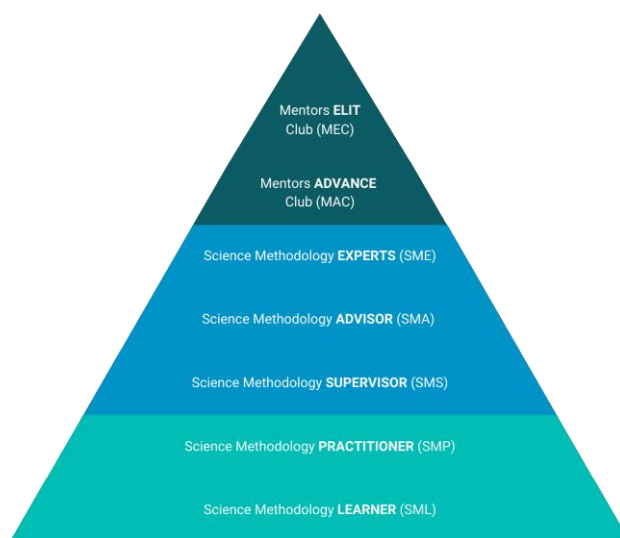 Mentors ELIT
Club (MEC)
Mentors ADVANCE
Club (MAC)
Science Methodology EXPERTS (SME)
Science Methodology ADVISOR (SMA)
Science Methodology SUPERVISOR (SMS)
Science Methodology PRACTITIONER (SMP)
Science Methodology LEARNER (SML)